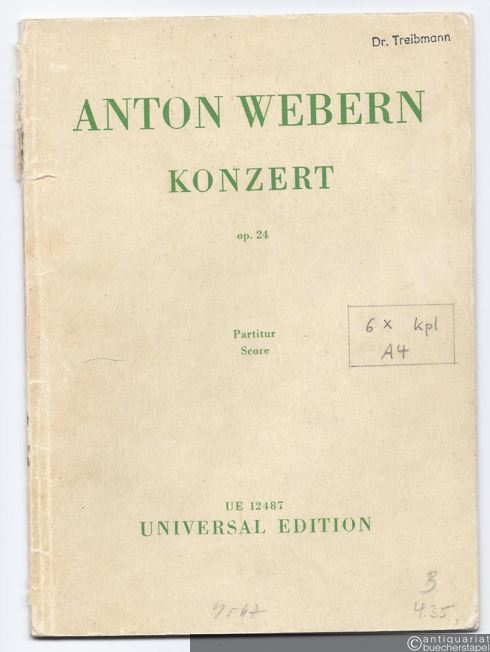 Dr. Treibmann
ANTON WEBERN
KONZERT
op. 24
Partitur
Score
6 x kpl
A4
UE 12487
UNIVERSAL EDITION
B
4.35
©antiquariat
buecherstapel